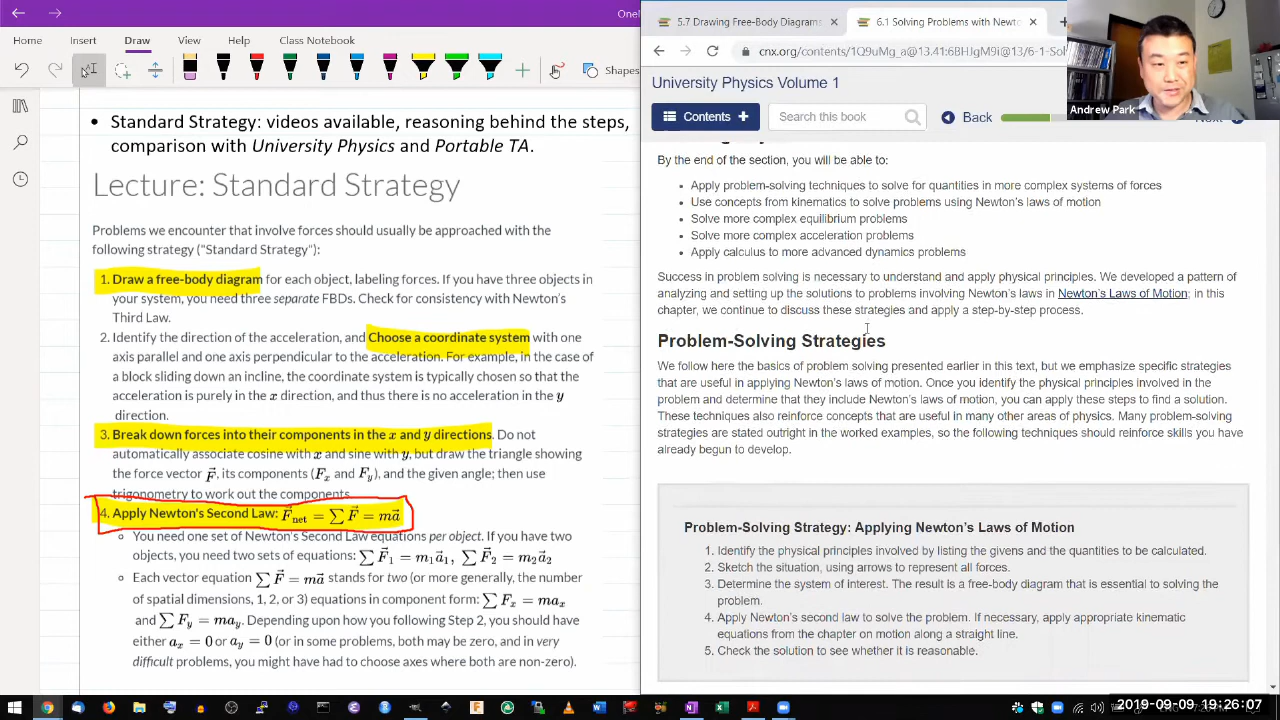 Onel
Home
Insert
Draw
View
Help
Class Notebook
Shapes
• Standard Strategy: videos available, reasoning behind the steps,
comparison with University Physics and Portable TA.
Lecture: Standard Strategy
Problems we encounter that involve forces should usually be approached with the
following strategy ("Standard Strategy"):
1. Draw a free-body diagram for each object, labeling forces. If you have three objects in
your system, you need three separate FBDs. Check for consistency with Newton's
Third Law.
2. Identify the direction of the acceleration, and Choose a coordinate system with one
axis parallel and one axis perpendicular to the acceleration. For example, in the case of
a block sliding down an incline, the coordinate system is typically chosen so that the
acceleration is purely in the x direction, and thus there is no acceleration in the y
direction.
3. Break down forces into their components in the x and y directions. Do not
automatically associate cosine with x and sine with y, but draw the triangle showing
the force vector F⃗, its components (Fₓ and F_y), and the given angle; then use
trigonometry to work out the components.
4. Apply Newton's Second Law: F⃗_net = ∑ F⃗ = ma⃗
◦ You need one set of Newton's Second Law equations per object. If you have two
objects, you need two sets of equations: ∑ F⃗₁ = m₁a⃗₁, ∑ F⃗₂ = m₂a⃗₂
◦ Each vector equation ∑ F⃗ = ma⃗ stands for two (or more generally, the number
of spatial dimensions, 1, 2, or 3) equations in component form: ∑ Fₓ = maₓ
and ∑ F_y = ma_y. Depending upon how you following Step 2, you should have
either aₓ = 0 or a_y = 0 (or in some problems, both may be zero, and in very
difficult problems, you might have had to choose axes where both are non-zero).
5.7 Drawing Free-Body Diagrams
6.1 Solving Problems with Newto
Andrew Park
University Physics Volume 1
Contents +
Search this book
Back
Next
By the end of the section, you will be able to:
• Apply problem-solving techniques to solve for quantities in more complex systems of forces
• Use concepts from kinematics to solve problems using Newton's laws of motion
• Solve more complex equilibrium problems
• Solve more complex acceleration problems
• Apply calculus to more advanced dynamics problems
Success in problem solving is necessary to understand and apply physical principles. We developed a pattern of
analyzing and setting up the solutions to problems involving Newton's laws in Newton's Laws of Motion; in this
chapter, we continue to discuss these strategies and apply a step-by-step process.
Problem-Solving Strategies
We follow here the basics of problem solving presented earlier in this text, but we emphasize specific strategies
that are useful in applying Newton's laws of motion. Once you identify the physical principles involved in the
problem and determine that they include Newton's laws of motion, you can apply these steps to find a solution.
These techniques also reinforce concepts that are useful in many other areas of physics. Many problem-solving
strategies are stated outright in the worked examples, so the following techniques should reinforce skills you have
already begun to develop.
Problem-Solving Strategy: Applying Newton's Laws of Motion
1. Identify the physical principles involved by listing the givens and the quantities to be calculated.
2. Sketch the situation, using arrows to represent all forces.
3. Determine the system of interest. The result is a free-body diagram that is essential to solving the
problem.
4. Apply Newton's second law to solve the problem. If necessary, apply appropriate kinematic
equations from the chapter on motion along a straight line.
5. Check the solution to see whether it is reasonable.
2019-09-09 19:26:07